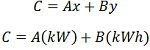 C = Ax + By
C = A(kW) + B(kWh)